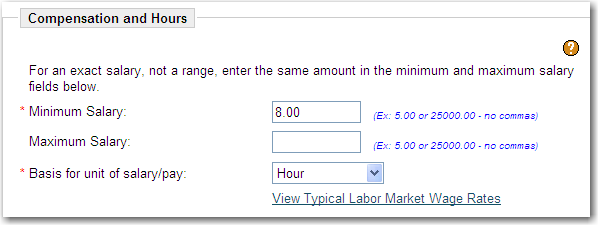 Compensation and Hours
?
For an exact salary, not a range, enter the same amount in the minimum and maximum salary
fields below.
* Minimum Salary: 8.00 (Ex: 5.00 or 25000.00 - no commas)
Maximum Salary: (Ex: 5.00 or 25000.00 - no commas)
* Basis for unit of salary/pay: Hour
View Typical Labor Market Wage Rates